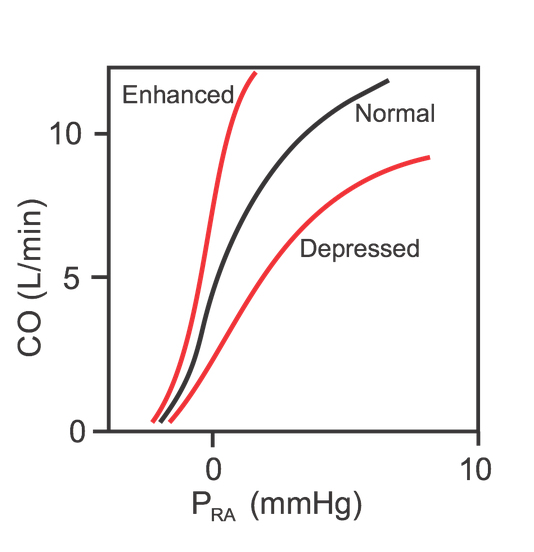 Enhanced
Normal
Depressed
10
5
0
CO (L/min)
0
10
PRA (mmHg)